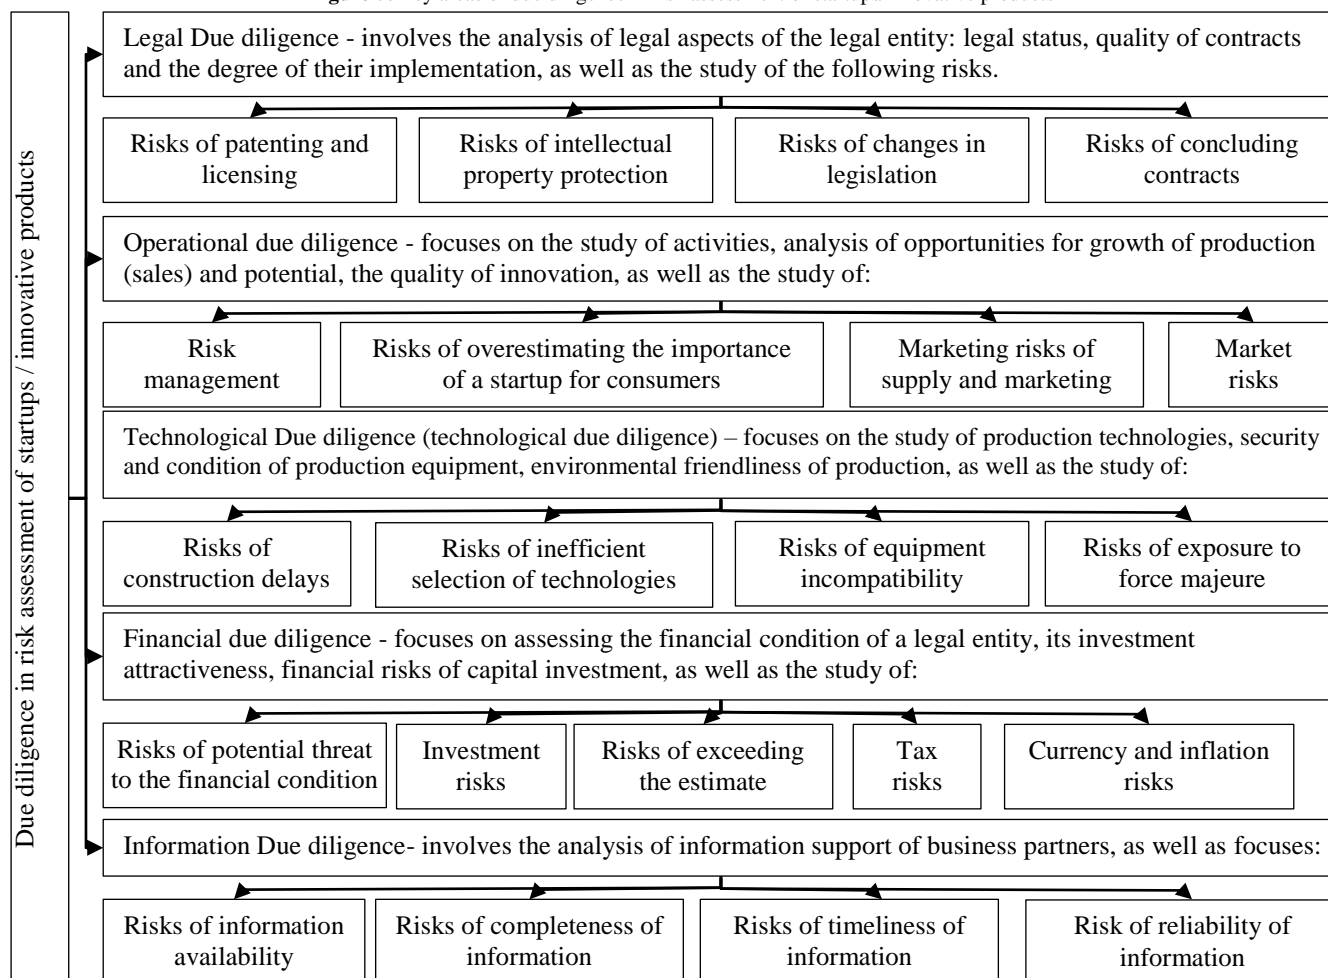 Legal Due diligence - involves the analysis of legal aspects of the legal entity: legal status, quality of contracts
and the degree of their implementation, as well as the study of the following risks.
Risks of patenting and
licensing
Risks of intellectual
property protection
Risks of changes in
legislation
Risks of concluding
contracts
Operational due diligence - focuses on the study of activities, analysis of opportunities for growth of production
(sales) and potential, the quality of innovation, as well as the study of:
Risk
management
Risks of overestimating the importance
of a startup for consumers
Marketing risks of
supply and marketing
Market
risks
Technological Due diligence (technological due diligence) – focuses on the study of production technologies, security
and condition of production equipment, environmental friendliness of production, as well as the study of:
Risks of
construction delays
Risks of inefficient
selection of technologies
Risks of equipment
incompatibility
Risks of exposure to
force majeure
Financial due diligence - focuses on assessing the financial condition of a legal entity, its investment
attractiveness, financial risks of capital investment, as well as the study of:
Risks of potential threat
to the financial condition
Investment
risks
Risks of exceeding
the estimate
Tax
risks
Currency and inflation
risks
Information Due diligence- involves the analysis of information support of business partners, as well as focuses:
Risks of information
availability
Risks of completeness of
information
Risks of timeliness of
information
Risk of reliability of
information
Due diligence in risk assessment of startups / innovative products